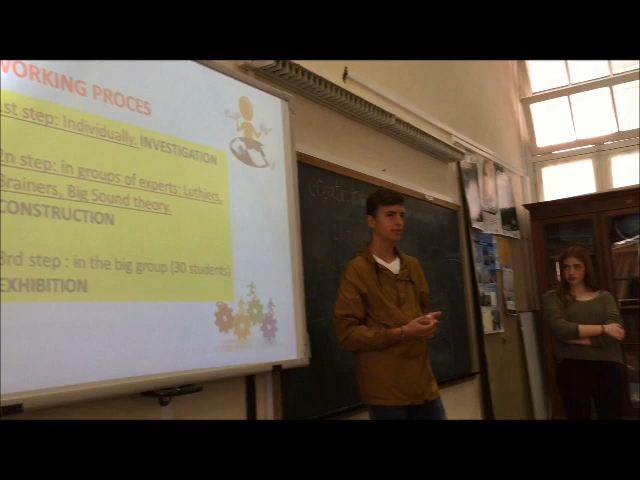 WORKING PROCES
1st step: Individually. INVESTIGATION
2n step: in groups of experts: Luthiers,
Brainers, Big Sound theory.
CONSTRUCTION
3rd step : in the big group (30 students)
EXHIBITION